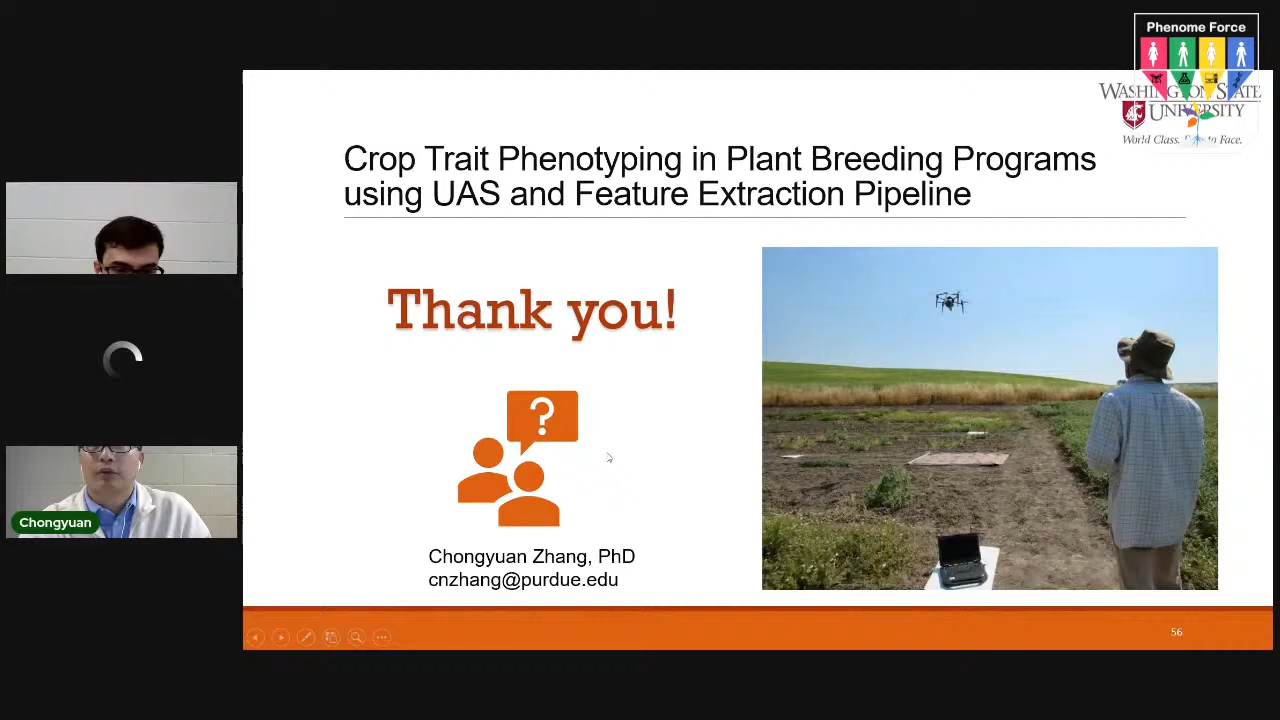 Phenome Force
WASHINGTON STATE
UNIVERSITY
World Class. to Face.
Crop Trait Phenotyping in Plant Breeding Programs
using UAS and Feature Extraction Pipeline
Thank you!
?
Chongyuan
Chongyuan Zhang, PhD
cnzhang@purdue.edu
56